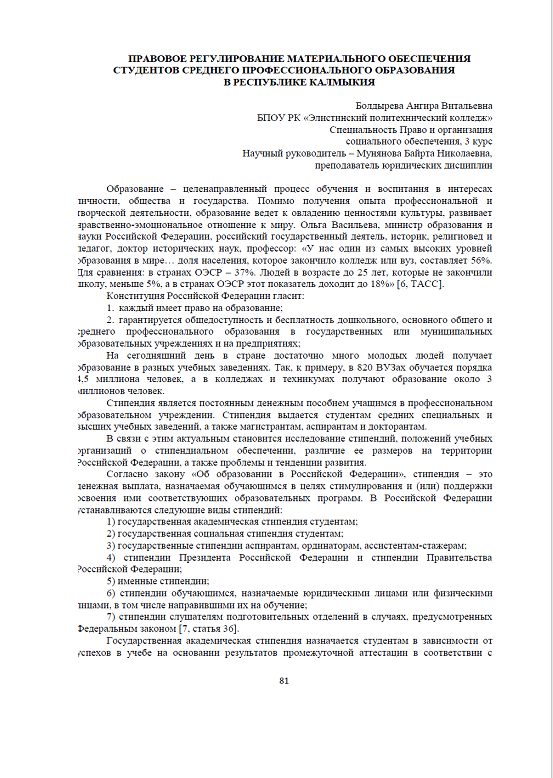 ПРАВОВОЕ РЕГУЛИРОВАНИЕ МАТЕРИАЛЬНОГО ОБЕСПЕЧЕНИЯ
СТУДЕНТОВ СРЕДНЕГО ПРОФЕССИОНАЛЬНОГО ОБРАЗОВАНИЯ
В РЕСПУБЛИКЕ КАЛМЫКИЯ
Болдырева Ангира Витальевна
БПОУ РК «Элистинский политехнический колледж»
Специальность Право и организация
социального обеспечения, 3 курс
Научный руководитель – Мунянова Байрта Николаевна,
преподаватель юридических дисциплин
Образование – целенаправленный процесс обучения и воспитания в интересах
личности, общества и государства. Помимо получения опыта профессиональной и
творческой деятельности, образование ведет к овладению ценностями культуры, развивает
нравственно-эмоциональное отношение к миру. Ольга Васильева, министр образования и
науки Российской Федерации, российский государственный деятель, историк, религиовед и
педагог, доктор исторических наук, профессор: «У нас один из самых высоких уровней
образования в мире… доля населения, которое закончило колледж или вуз, составляет 56%.
Для сравнения: в странах ОЭСР – 37%. Людей в возрасте до 25 лет, которые не закончили
школу, меньше 5%, а в странах ОЭСР этот показатель доходит до 18%» [6, ТАСС].
Конституция Российской Федерации гласит:
1. каждый имеет право на образование;
2. гарантируется общедоступность и бесплатность дошкольного, основного общего и
среднего профессионального образования в государственных или муниципальных
образовательных учреждениях и на предприятиях;
На сегодняшний день в стране достаточно много молодых людей получает
образование в разных учебных заведениях. Так, к примеру, в 820 ВУЗах обучается порядка
4,5 миллиона человек, а в колледжах и техникумах получают образование около 3
миллионов человек.
Стипендия является постоянным денежным пособием учащимся в профессиональном
образовательном учреждении. Стипендия выдается студентам средних специальных и
высших учебных заведений, а также магистрантам, аспирантам и докторантам.
В связи с этим актуальным становится исследование стипендий, положений учебных
организаций о стипендиальном обеспечении, различие ее размеров на территории
Российской Федерации, а также проблемы и тенденции развития.
Согласно закону «Об образовании в Российской Федерации», стипендия – это
денежная выплата, назначаемая обучающимся в целях стимулирования и (или) поддержки
освоения ими соответствующих образовательных программ. В Российской Федерации
устанавливаются следующие виды стипендий:
1) государственная академическая стипендия студентам;
2) государственная социальная стипендия студентам;
3) государственные стипендии аспирантам, ординаторам, ассистентам-стажерам;
4) стипендии Президента Российской Федерации и стипендии Правительства
Российской Федерации;
5) именные стипендии;
6) стипендии обучающимся, назначаемые юридическими лицами или физическими
лицами, в том числе направившими их на обучение;
7) стипендии слушателям подготовительных отделений в случаях, предусмотренных
Федеральным законом [7, статья 36].
Государственная академическая стипендия назначается студентам в зависимости от
успехов в учебе на основании результатов промежуточной аттестации в соответствии с
81